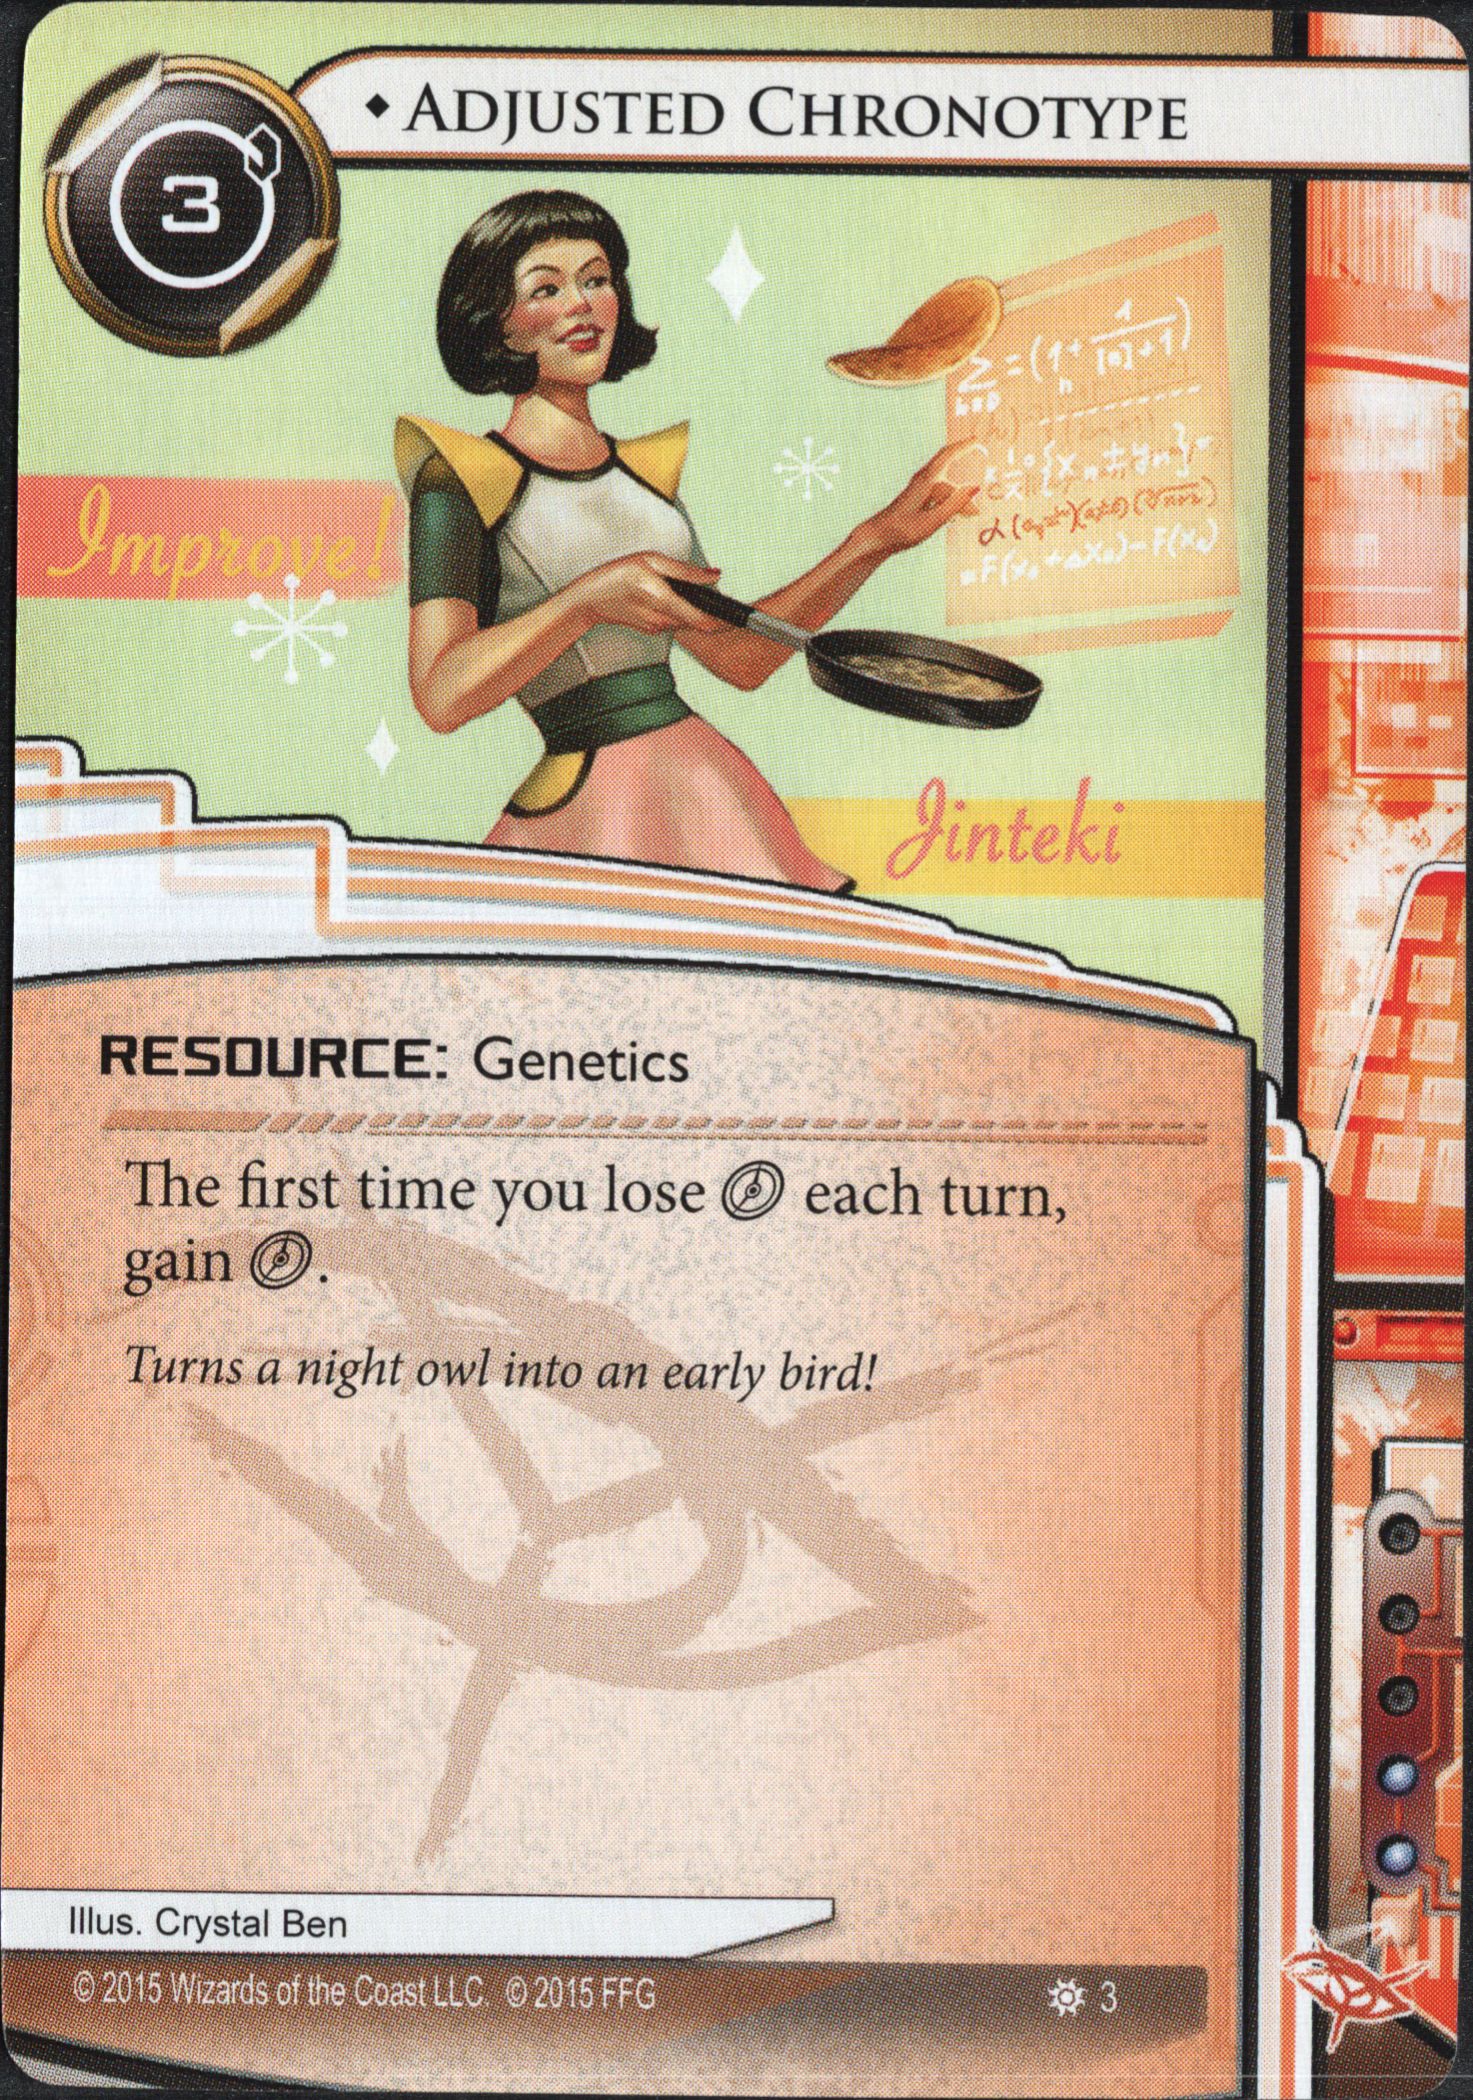 3
♦ ADJUSTED CHRONOTYPE
Improve!
Jinteki
RESOURCE: Genetics
The first time you lose each turn,
gain .
Turns a night owl into an early bird!
Illus. Crystal Ben
© 2015 Wizards of the Coast LLC. © 2015 FFG
3